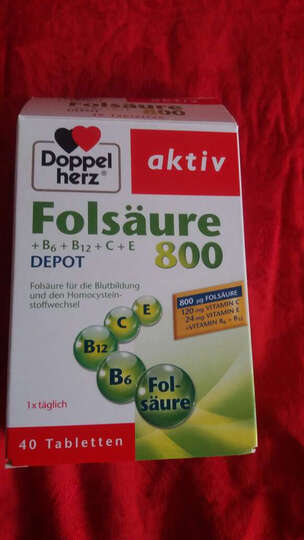 Folsäure
800
40 Tabletten
Doppel
herz®
aktiv
Folsäure
+ B6 + B12 + C + E
DEPOT
800
Folsäure für die Blutbildung
und den Homocystein-
stoffwechsel
800 µg FOLSÄURE
120 mg VITAMIN C
24 mg VITAMIN E
+VITAMIN B6 + B12
E
C
B12
B6
Fol-
säure
1x täglich
40 Tabletten